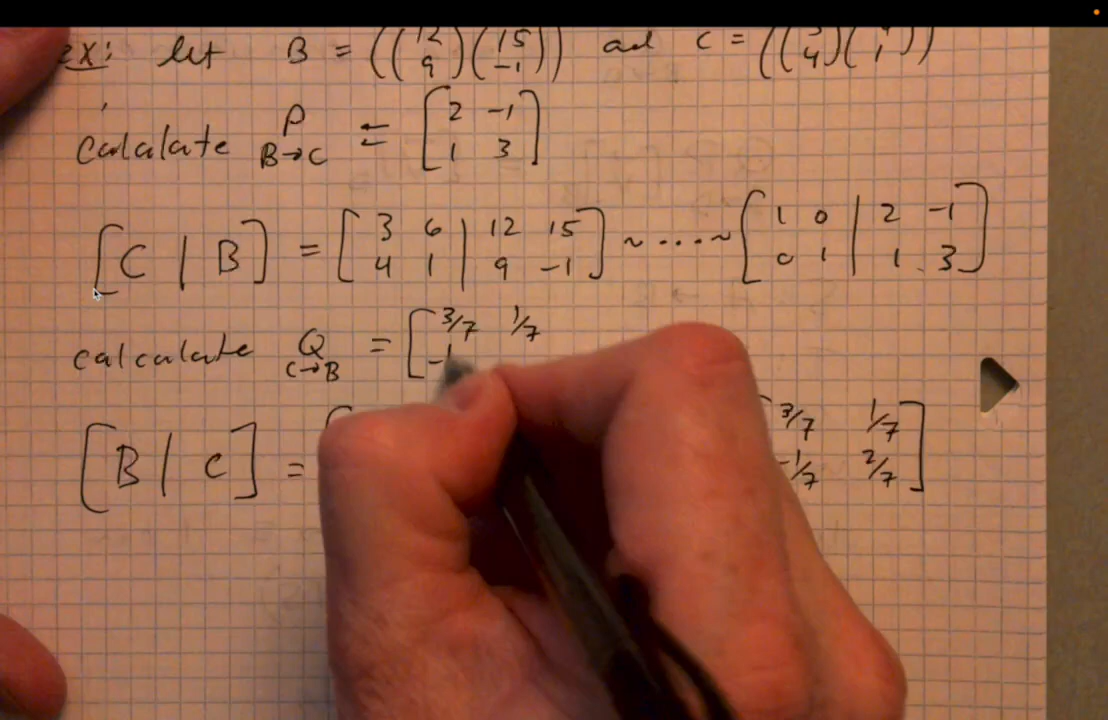 ex: let B = ((12 9)(15 -1)) ad C = ((3 4)(6 1))
calculate P B→C = [2 -1
1 3]
[C | B] = [3 6 | 12 15
4 1 | 9 -1] ~ .... ~ [1 0 | 2 -1
0 1 | 1 3]
calculate Q C→B = [3/7 1/7
-1
[B | C] =
3/7 1/7
-1/7 2/7]